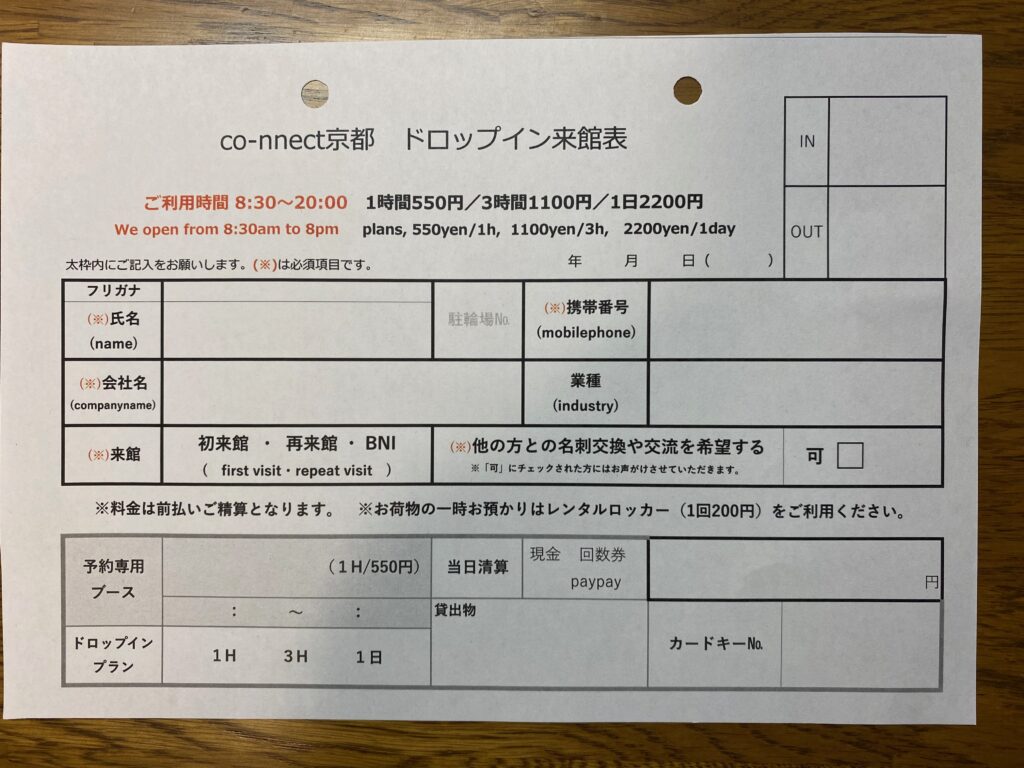 co-nnect京都　ドロップイン来館表
IN
OUT
ご利用時間 8:30～20:00　1時間550円／3時間1100円／1日2200円
We open from 8:30am to 8pm　plans, 550yen/1h, 1100yen/3h, 2200yen/1day
太枠内にご記入をお願いします。(※)は必須項目です。
年　月　日（　）
フリガナ
(※)氏名
(name)
駐輪場№
(※)携帯番号
(mobilephone)
(※)会社名
(companyname)
業種
(industry)
(※)来館
初来館 ・ 再来館 ・ BNI
（ first visit・repeat visit ）
(※)他の方との名刺交換や交流を希望する
※「可」にチェックされた方にはお声がけさせていただきます。
可 □
※料金は前払いご精算となります。　※お荷物の一時お預かりはレンタルロッカー（1回200円）をご利用ください。
予約専用
ブース
（1H/550円）
：　～　：
当日清算
現金　回数券
paypay
円
ドロップイン
プラン
1H　3H　1日
貸出物
カードキー№